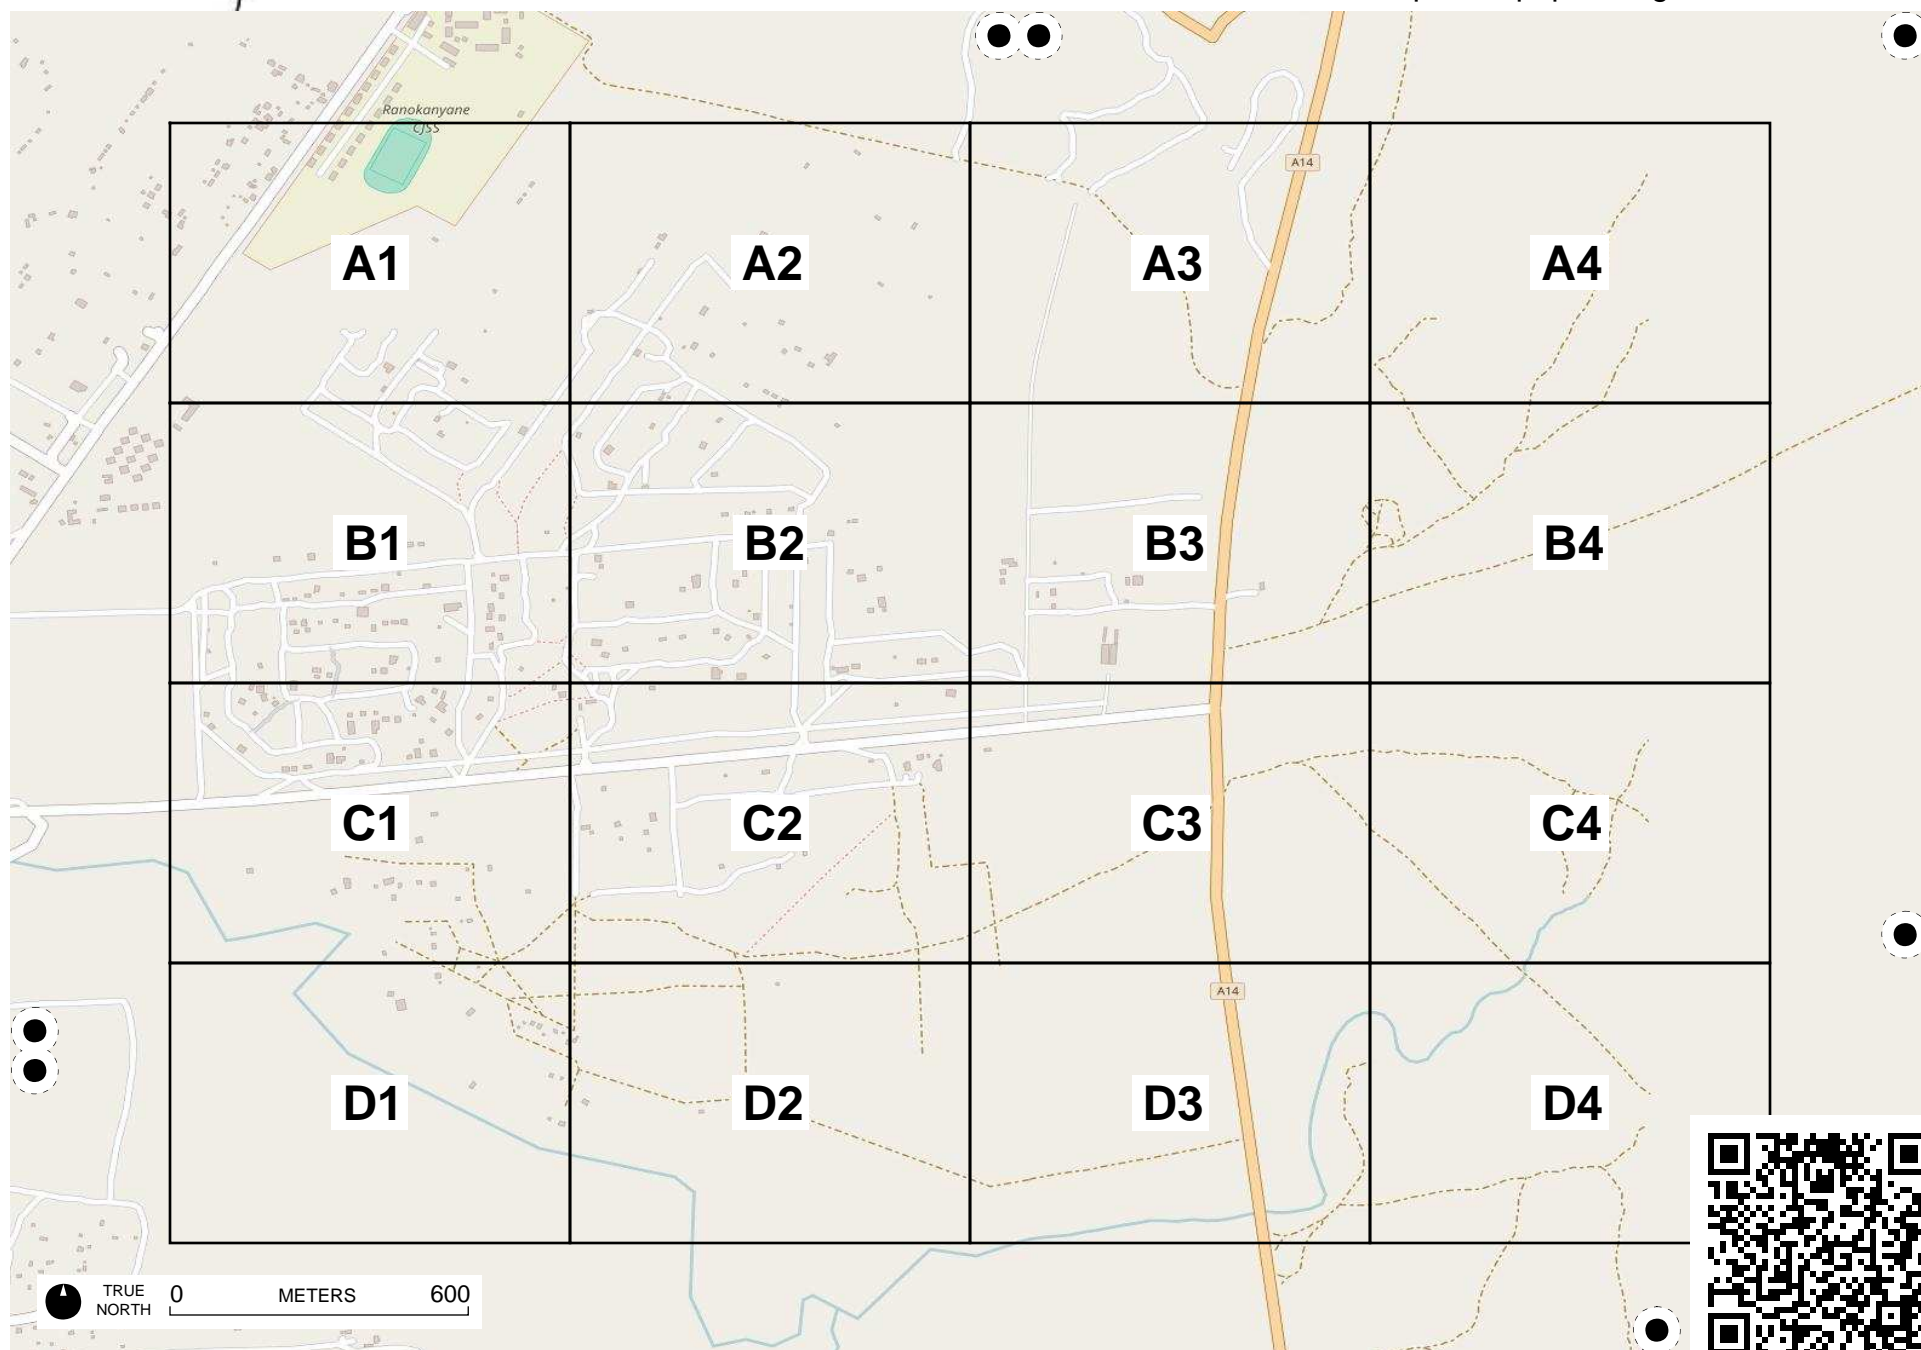 Ranokanyane
CJSS
A14
A1
A2
A3
A4
B1
B2
B3
B4
C1
C2
C3
C4
A14
D1
D2
D3
D4
TRUE
NORTH
0
METERS
600